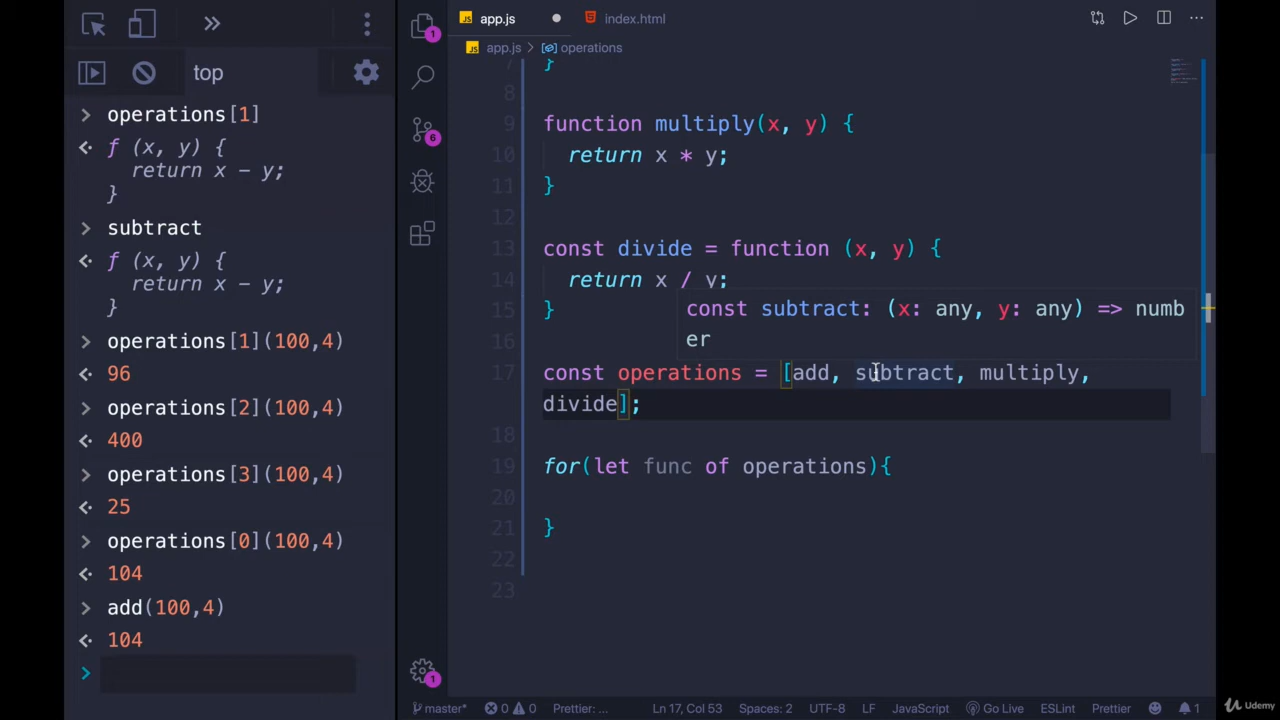 top
operations[1]
f (x, y) {
return x - y;
}
subtract
f (x, y) {
return x - y;
}
operations[1](100,4)
96
operations[2](100,4)
400
operations[3](100,4)
25
operations[0](100,4)
104
add(100,4)
104
1
6
1
app.js
index.html
app.js > operations
7 }
8
9 function multiply(x, y) {
10 return x * y;
11 }
12
13 const divide = function (x, y) {
14 return x / y;
15 }
const subtract: (x: any, y: any) => numb
er
16
17 const operations = [add, subtract, multiply,
divide];
18
19 for(let func of operations){
20
21 }
22
23
master* 0 0 Prettier: ... Ln 17, Col 53 Spaces: 2 UTF-8 LF JavaScript Go Live ESLint Prettier 1
Udemy